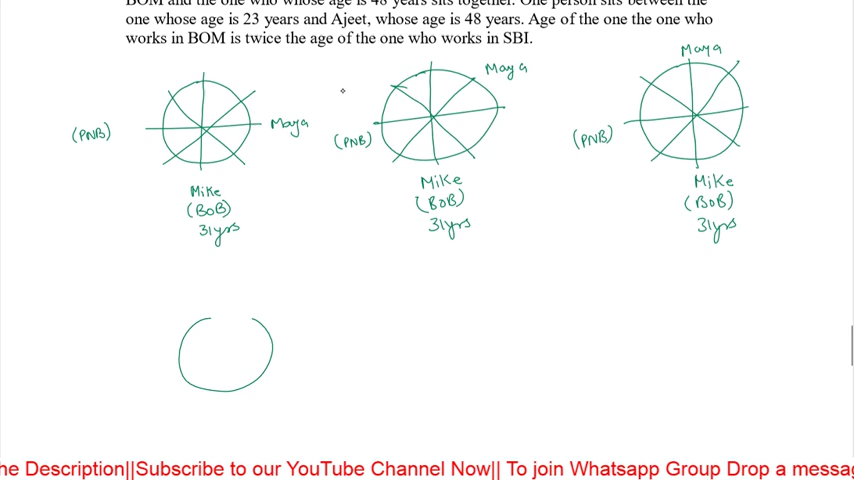 BOM and the one who whose age is 48 years sits together. One person sits between the
one whose age is 23 years and Ajeet, whose age is 48 years. Age of the one the one who
works in BOM is twice the age of the one who works in SBI.
Maya
Maya
Maya
(PNB)
(PNB)
(PNB)
Mike
(BOB)
31yrs
Mike
(BOB)
31yrs
Mike
(BOB)
31yrs
he Description||Subscribe to our YouTube Channel Now|| To join Whatsapp Group Drop a messag